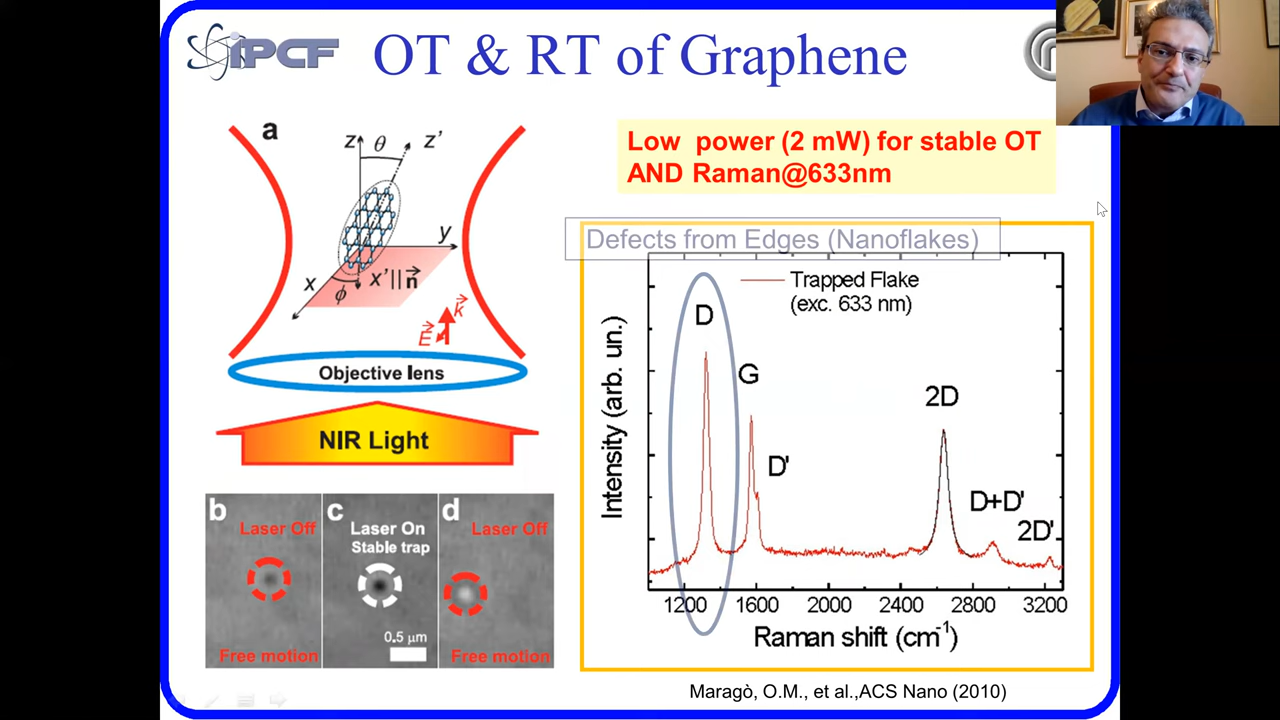 iPCF
OT & RT of Graphene
a
z
θ
z'
y
x
ϕ
x'||n⃗
k⃗
E⃗
Objective lens
NIR Light
b
Laser Off
Free motion
c
Laser On
Stable trap
0.5 μm
d
Laser Off
Free motion
Low power (2 mW) for stable OT
AND Raman@633nm
Defects from Edges (Nanoflakes)
Trapped Flake
(exc. 633 nm)
D
G
D'
2D
D+D'
2D'
Intensity (arb. un.)
1200 1600 2000 2400 2800 3200
Raman shift (cm⁻¹)
Maragò, O.M., et al.,ACS Nano (2010)